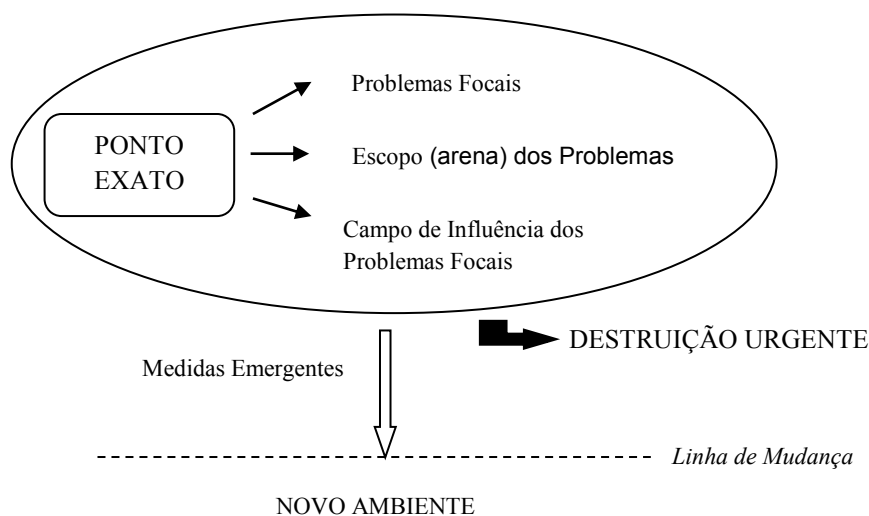 Problemas Focais
PONTO
EXATO
Escopo (arena) dos Problemas
Campo de Influência dos
Problemas Focais
DESTRUIÇÃO URGENTE
Medidas Emergentes
Linha de Mudança
NOVO AMBIENTE